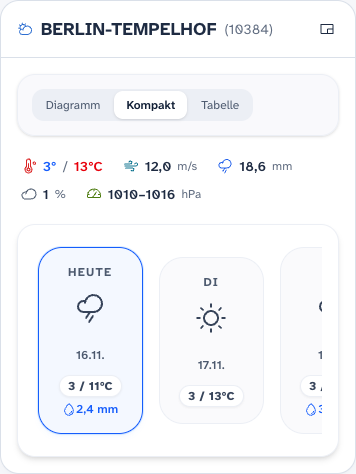 BERLIN-TEMPELHOF (10384)
Diagramm Kompakt Tabelle
3° / 13°C 12,0 m/s 18,6 mm
1 % 1010–1016 hPa
HEUTE
16.11.
3 / 11°C
2,4 mm
DI
17.11.
3 / 13°C